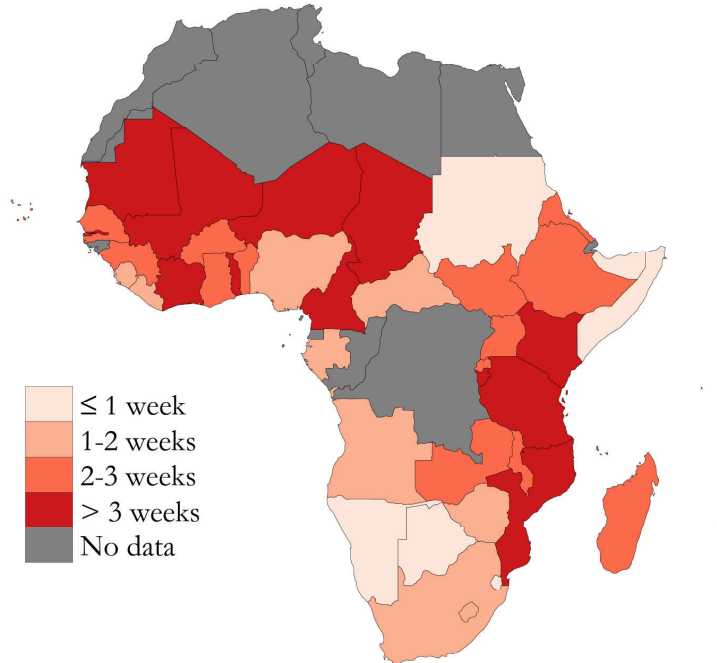 ≤ 1 week
1-2 weeks
2-3 weeks
> 3 weeks
No data